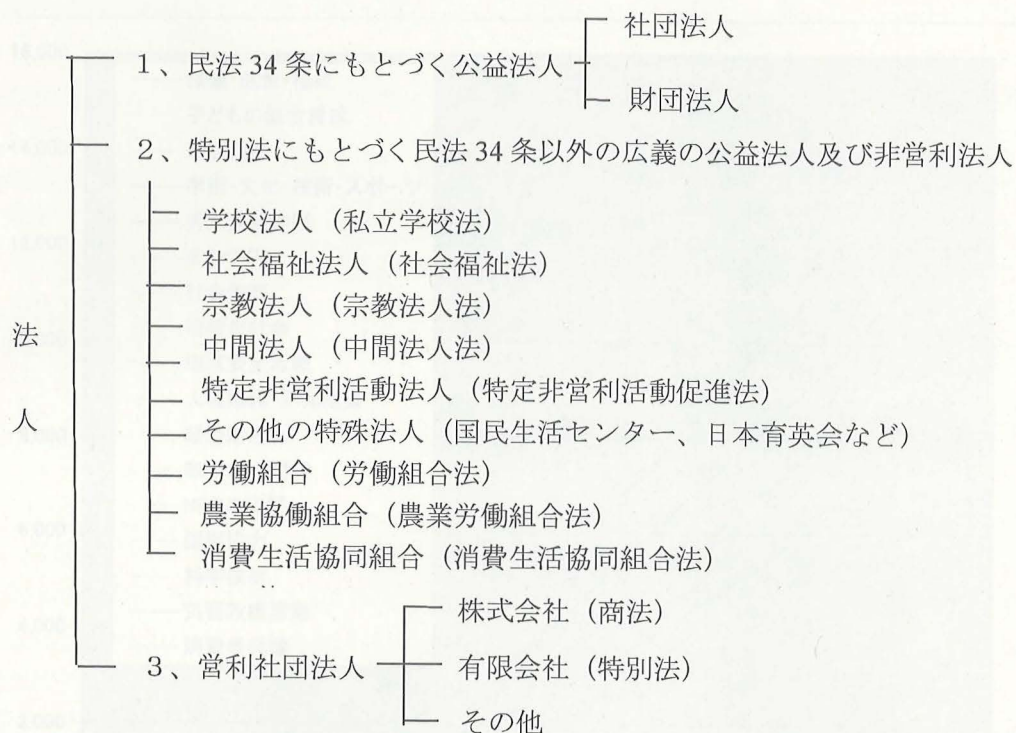 社団法人
1、民法34条にもとづく公益法人
財団法人
2、特別法にもとづく民法34条以外の広義の公益法人及び非営利法人
学校法人（私立学校法）
社会福祉法人（社会福祉法）
宗教法人（宗教法人法）
中間法人（中間法人法）
法人
特定非営利活動法人（特定非営利活動促進法）
その他の特殊法人（国民生活センター、日本育英会など）
労働組合（労働組合法）
農業協働組合（農業労働組合法）
消費生活協同組合（消費生活協同組合法）
株式会社（商法）
3、営利社団法人
有限会社（特別法）
その他